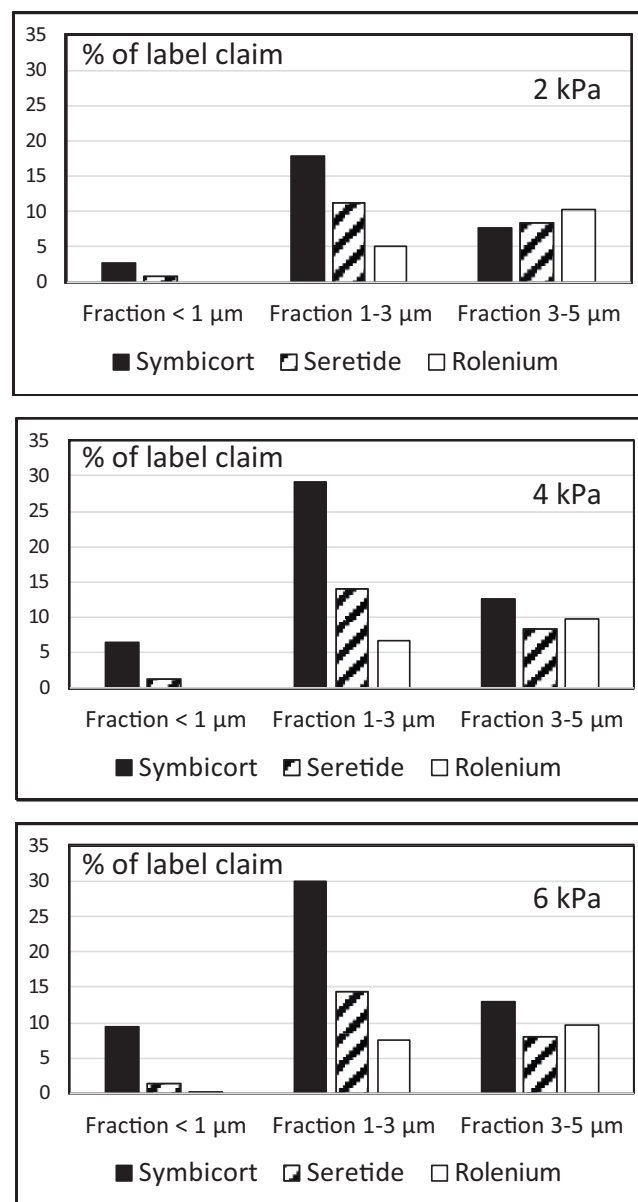 % of label claim
2 kPa
35
30
25
20
15
10
5
0
Fraction < 1 µm Fraction 1-3 µm Fraction 3-5 µm
Symbicort Seretide Rolenium
% of label claim
4 kPa
35
30
25
20
15
10
5
0
Fraction < 1 µm Fraction 1-3 µm Fraction 3-5 µm
Symbicort Seretide Rolenium
% of label claim
6 kPa
35
30
25
20
15
10
5
0
Fraction < 1 µm Fraction 1-3 µm Fraction 3-5 µm
Symbicort Seretide Rolenium